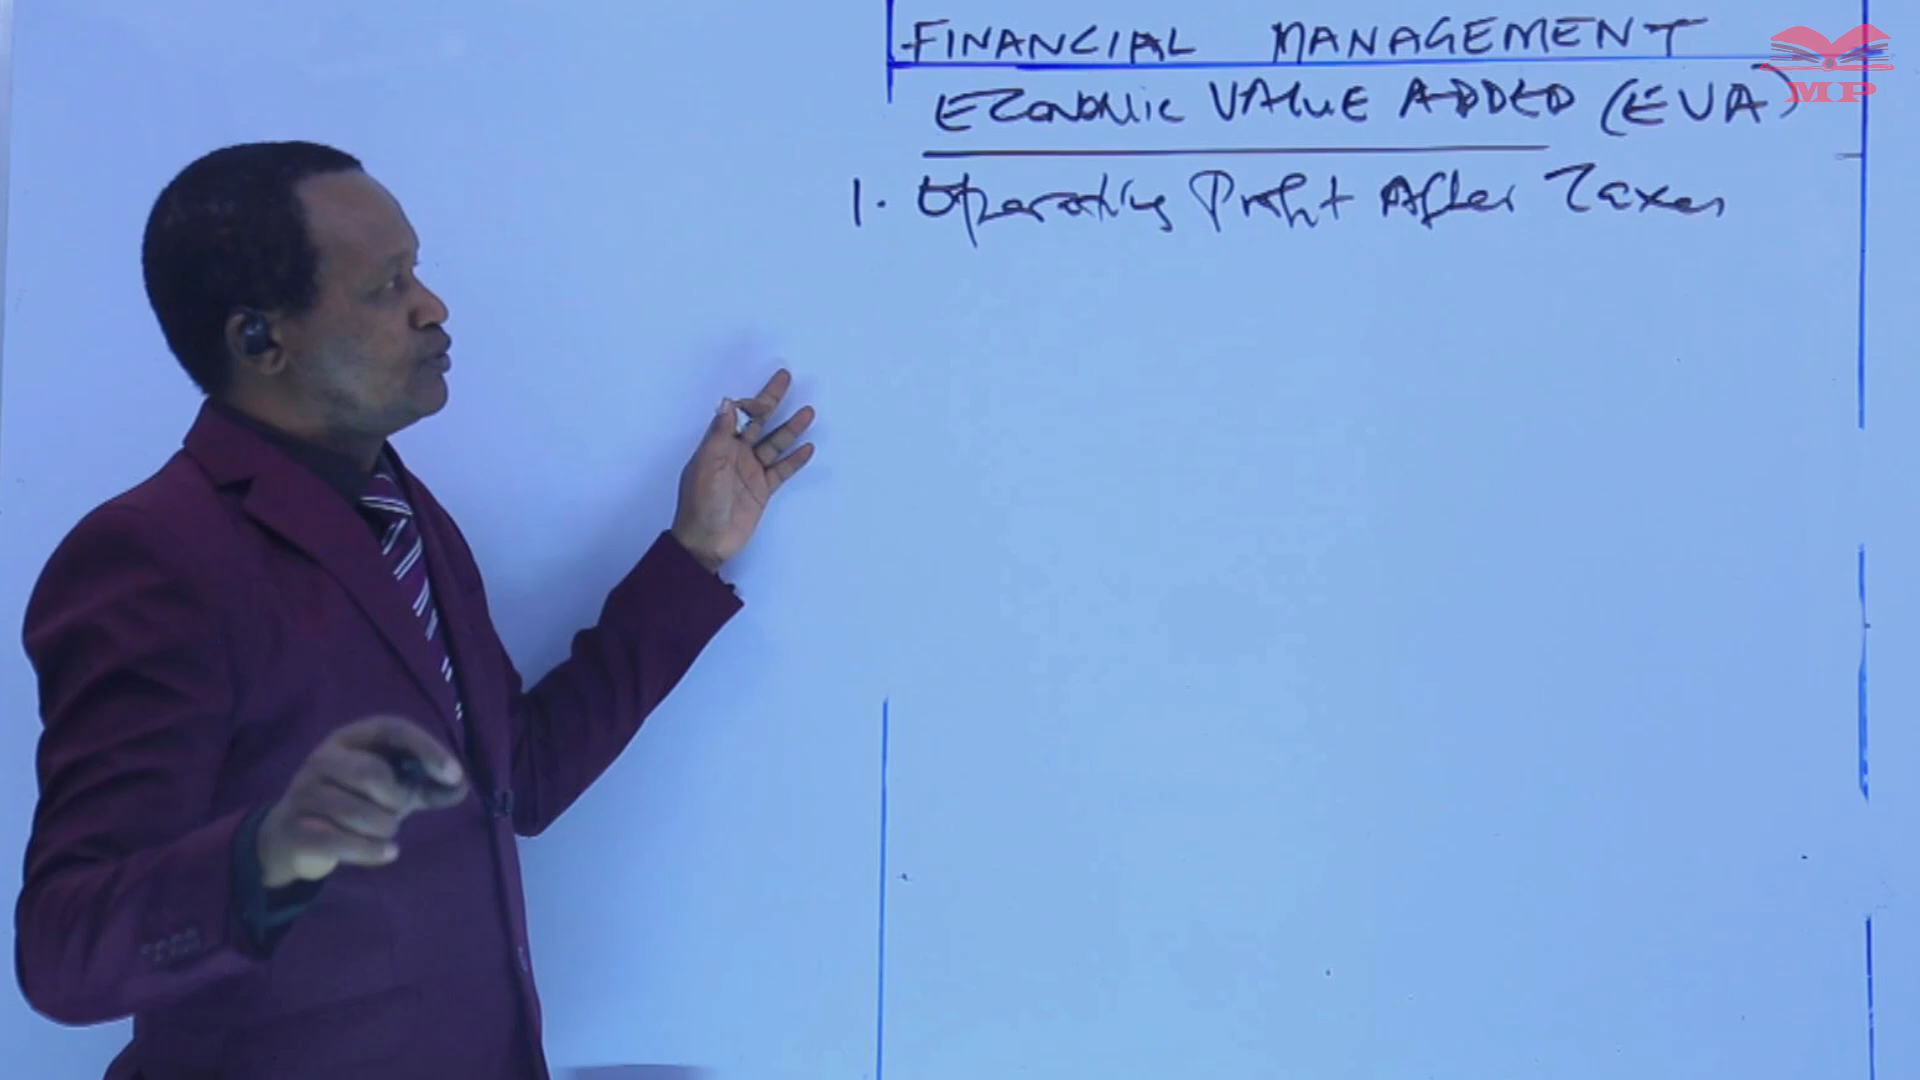 FINANCIAL MANAGEMENT
ECONOMIC VALUE ADDED (EVA)
1. Operating Profit After Taxes
MP